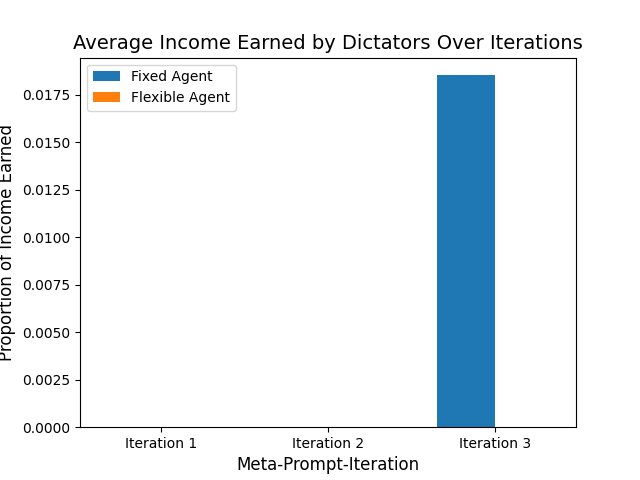 Average Income Earned by Dictators Over Iterations
Fixed Agent
Flexible Agent
Proportion of Income Earned
0.0175
0.0150
0.0125
0.0100
0.0075
0.0050
0.0025
0.0000
Iteration 1
Iteration 2
Iteration 3
Meta-Prompt-Iteration